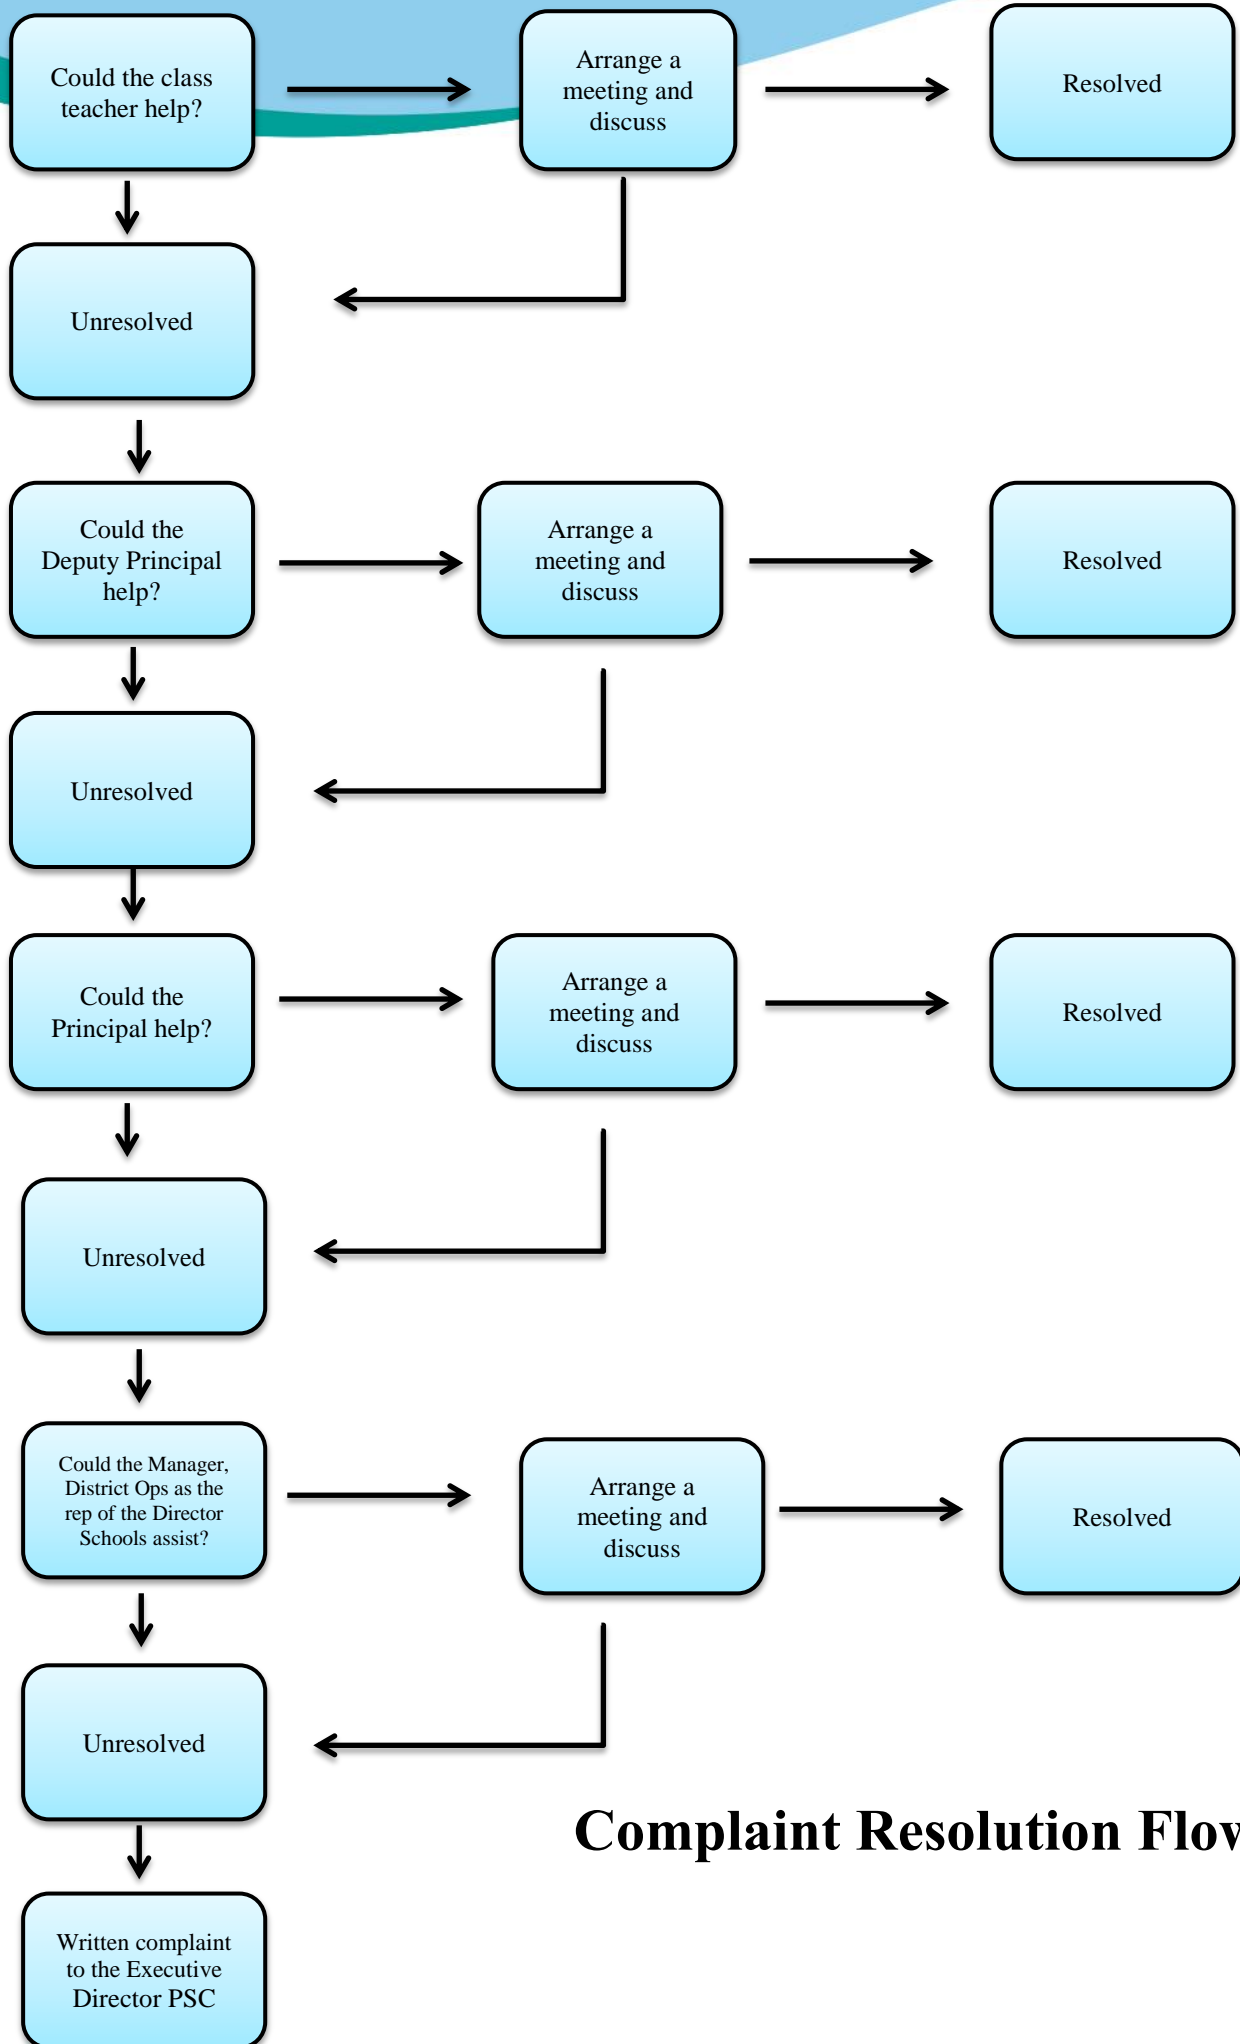 Could the class
teacher help?
Arrange a
meeting and
discuss
Resolved
Unresolved
Could the
Deputy Principal
help?
Arrange a
meeting and
discuss
Resolved
Unresolved
Could the
Principal help?
Arrange a
meeting and
discuss
Resolved
Unresolved
Could the Manager,
District Ops as the
rep of the Director
Schools assist?
Arrange a
meeting and
discuss
Resolved
Unresolved
Complaint Resolution Flow
Written complaint
to the Executive
Director PSC